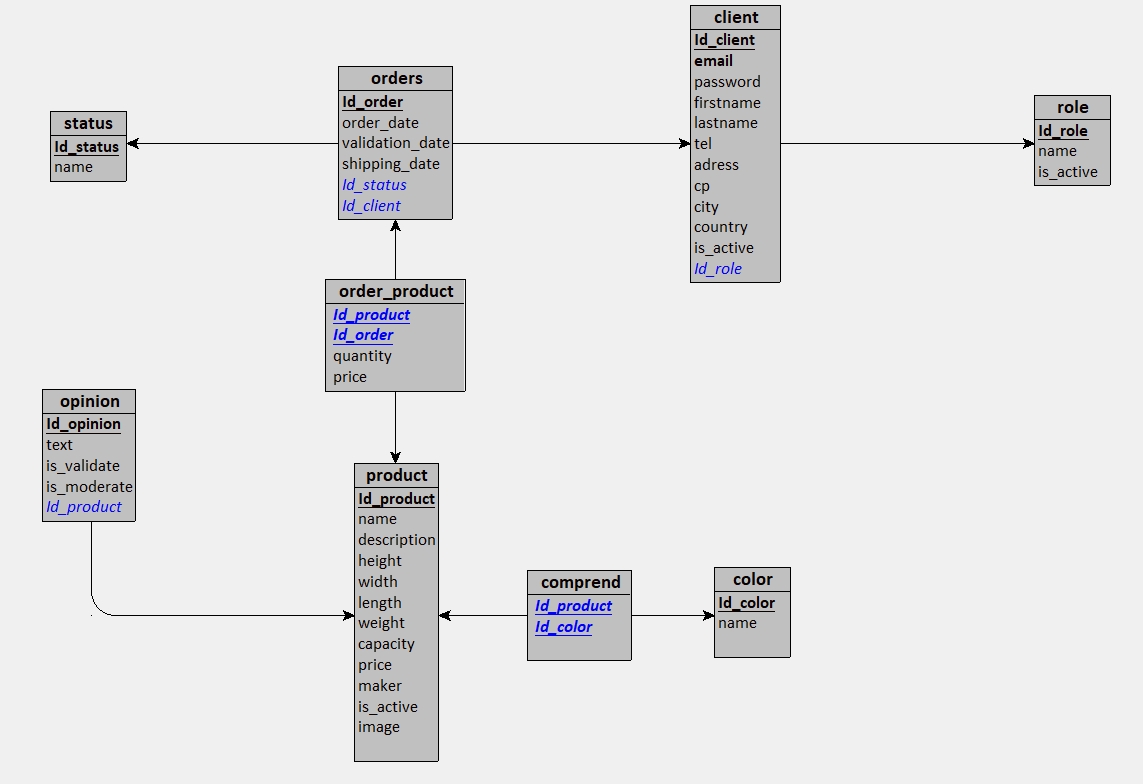 client
Id_client
email
password
firstname
lastname
tel
adress
cp
city
country
is_active
Id_role
orders
Id_order
order_date
validation_date
shipping_date
Id_status
Id_client
role
Id_role
name
is_active
status
Id_status
name
order_product
Id_product
Id_order
quantity
price
opinion
Id_opinion
text
is_validate
is_moderate
Id_product
product
Id_product
name
description
height
width
length
weight
capacity
price
maker
is_active
image
comprend
Id_product
Id_color
color
Id_color
name